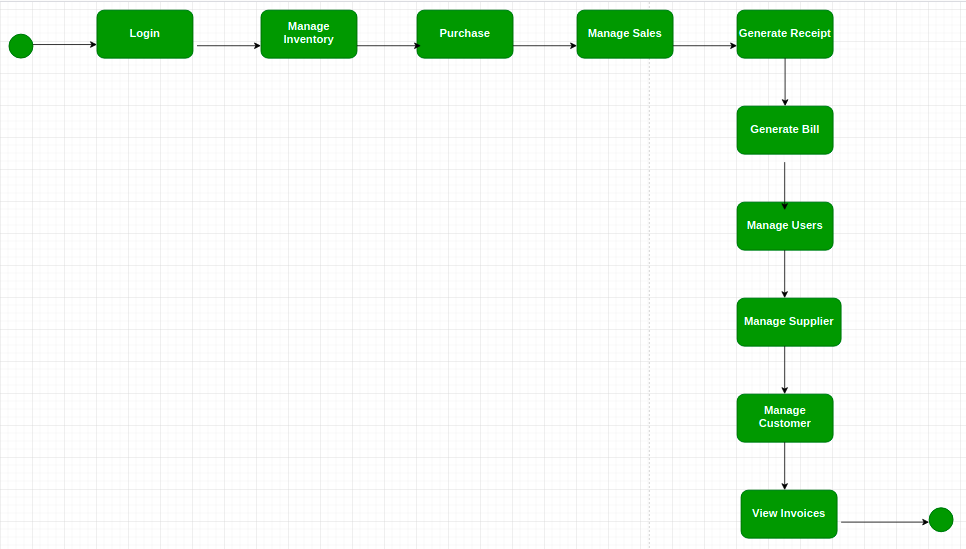 Login
Manage
Inventory
Purchase
Manage Sales
Generate Receipt
Generate Bill
Manage Users
Manage Supplier
Manage
Customer
View Invoices